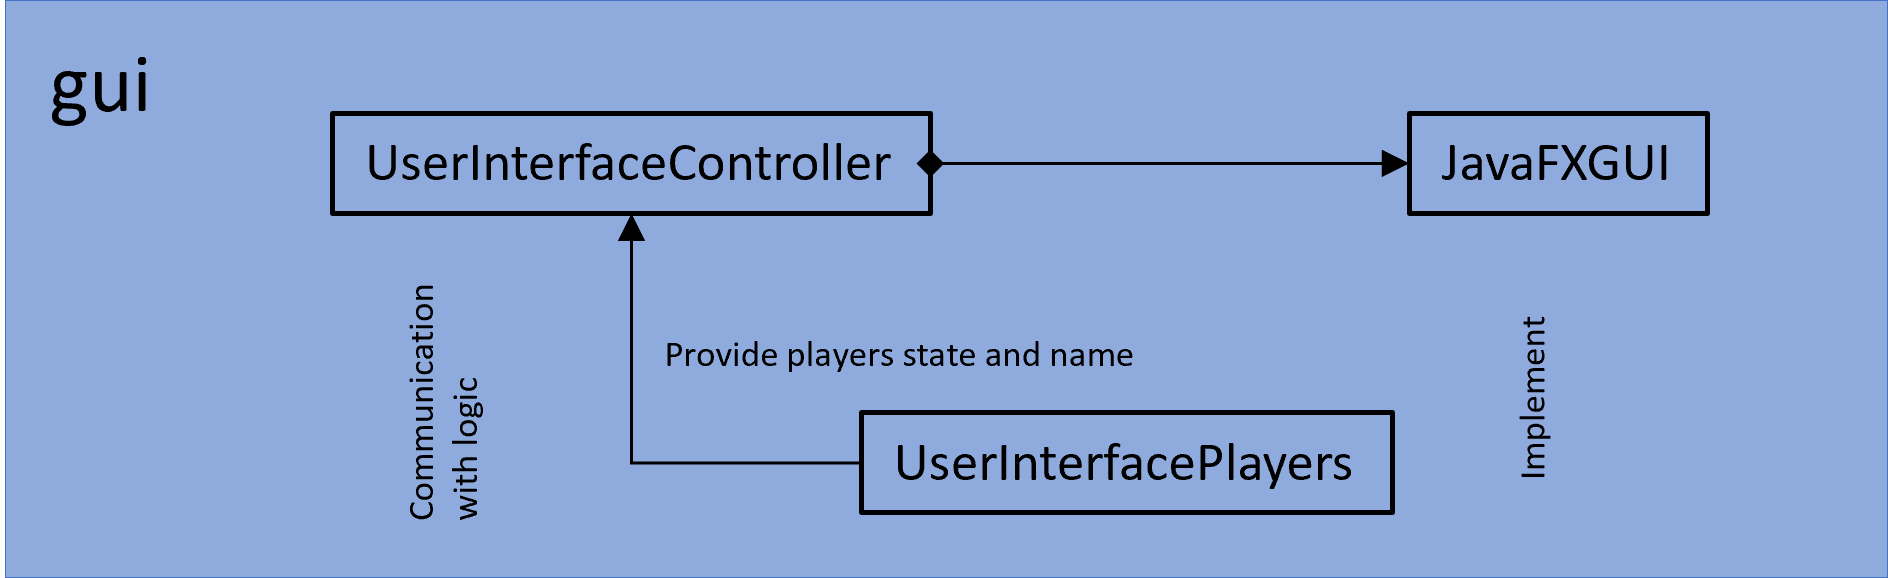 gui
UserInterfaceController
JavaFXGUI
Communication
with logic
Provide players state and name
Implement
UserInterfacePlayers